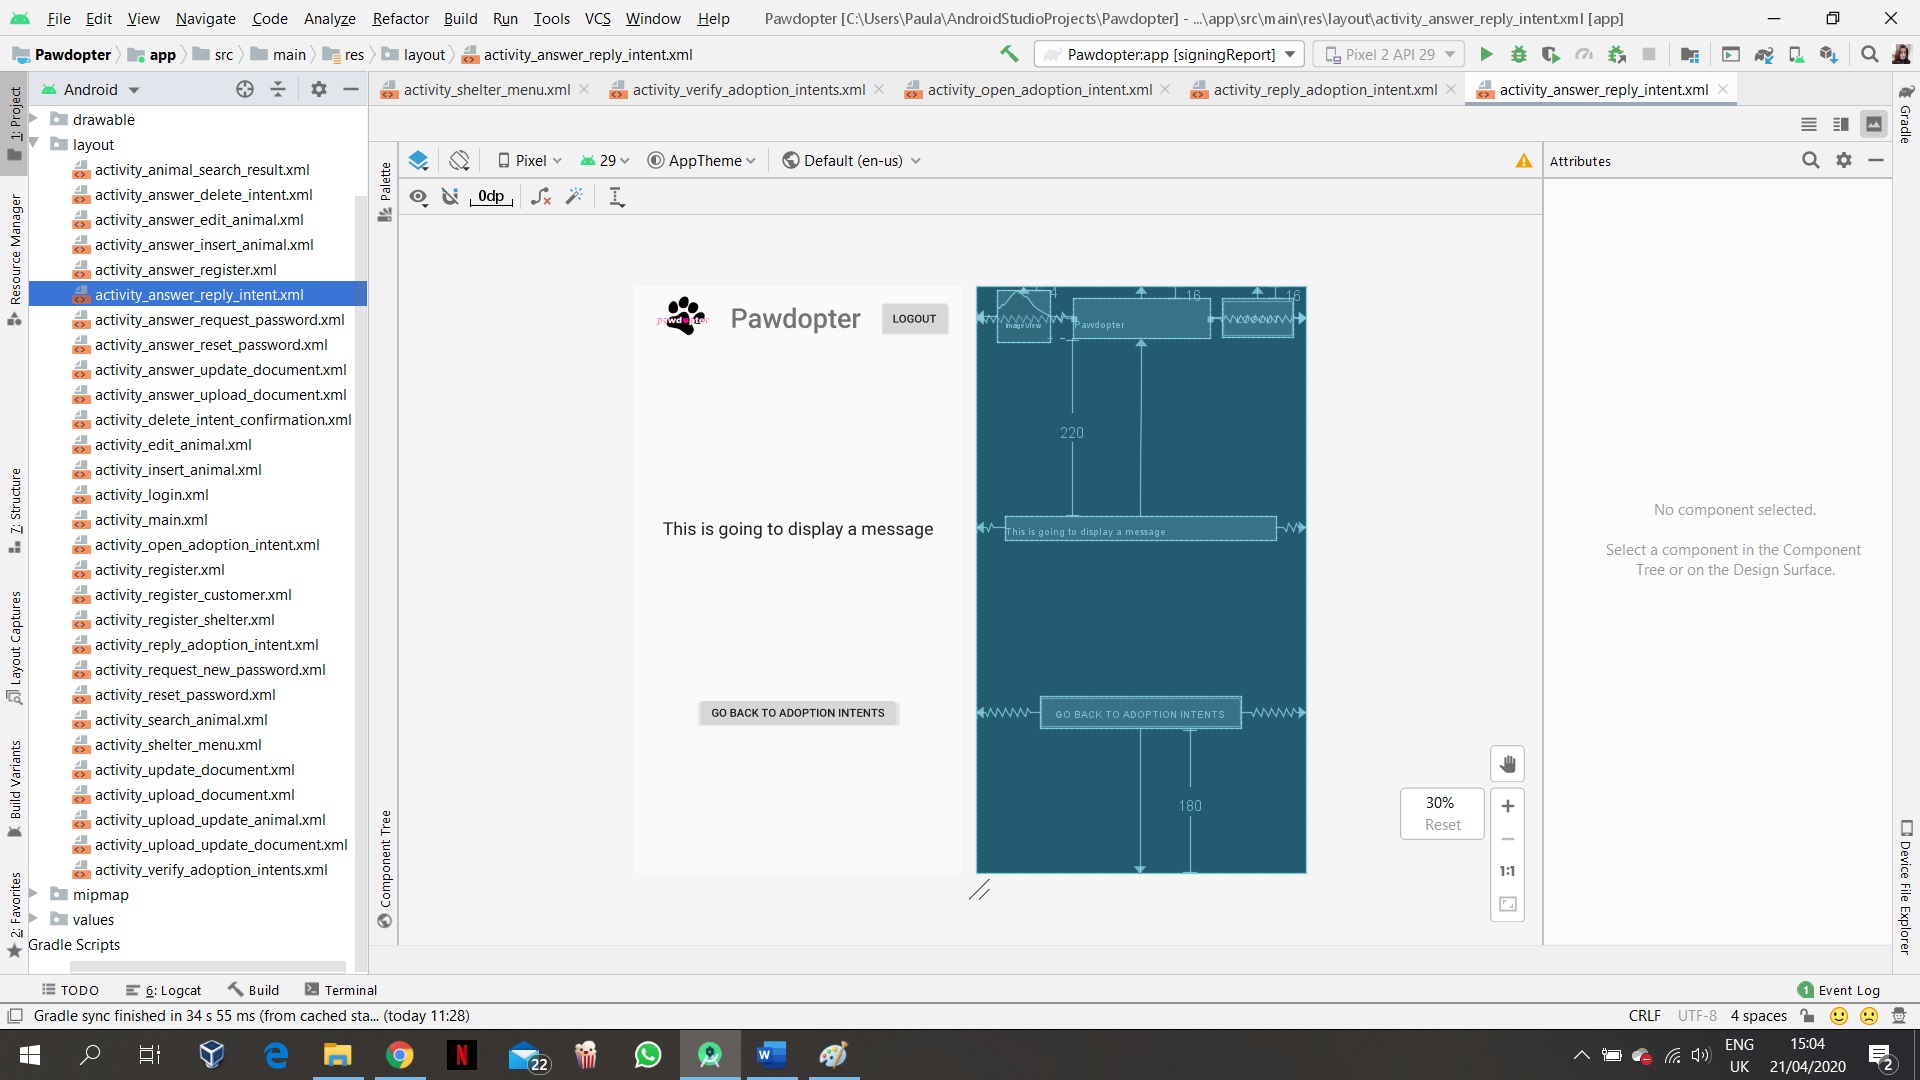 File Edit View Navigate Code Analyze Refactor Build Run Tools VCS Window Help Pawdopter [C:\Users\Paula\AndroidStudioProjects\Pawdopter] - ...\app\src\main\res\layout\activity_answer_reply_intent.xml [app]
Pawdopter app src main res layout activity_answer_reply_intent.xml Pawdopter:app [signingReport] Pixel 2 API 29
Android activity_shelter_menu.xml activity_verify_adoption_intents.xml activity_open_adoption_intent.xml activity_reply_adoption_intent.xml activity_answer_reply_intent.xml
1: Project
Resource Manager
7: Structure
Layout Captures
Build Variants
2: Favorites
drawable
layout
activity_animal_search_result.xml
activity_answer_delete_intent.xml
activity_answer_edit_animal.xml
activity_answer_insert_animal.xml
activity_answer_register.xml
activity_answer_reply_intent.xml
activity_answer_request_password.xml
activity_answer_reset_password.xml
activity_answer_update_document.xml
activity_answer_upload_document.xml
activity_delete_intent_confirmation.xml
activity_edit_animal.xml
activity_insert_animal.xml
activity_login.xml
activity_main.xml
activity_open_adoption_intent.xml
activity_register.xml
activity_register_customer.xml
activity_register_shelter.xml
activity_reply_adoption_intent.xml
activity_request_new_password.xml
activity_reset_password.xml
activity_search_animal.xml
activity_shelter_menu.xml
activity_update_document.xml
activity_upload_document.xml
activity_upload_update_animal.xml
activity_upload_update_document.xml
activity_verify_adoption_intents.xml
mipmap
values
Gradle Scripts
Palette
Component Tree
Pixel 29 AppTheme Default (en-us)
0dp
pawdopter Pawdopter LOGOUT
This is going to display a message
GO BACK TO ADOPTION INTENTS
4 16 16
ImageView Pawdopter LOGOUT
220
This is going to display a message
GO BACK TO ADOPTION INTENTS
180
30%
Reset
1:1
Attributes
No component selected.
Select a component in the Component
Tree or on the Design Surface.
Gradle
Device File Explorer
TODO 6: Logcat Build Terminal 1 Event Log
Gradle sync finished in 34 s 55 ms (from cached sta... (today 11:28) CRLF UTF-8 4 spaces
22
ENG
UK
15:04
21/04/2020
2